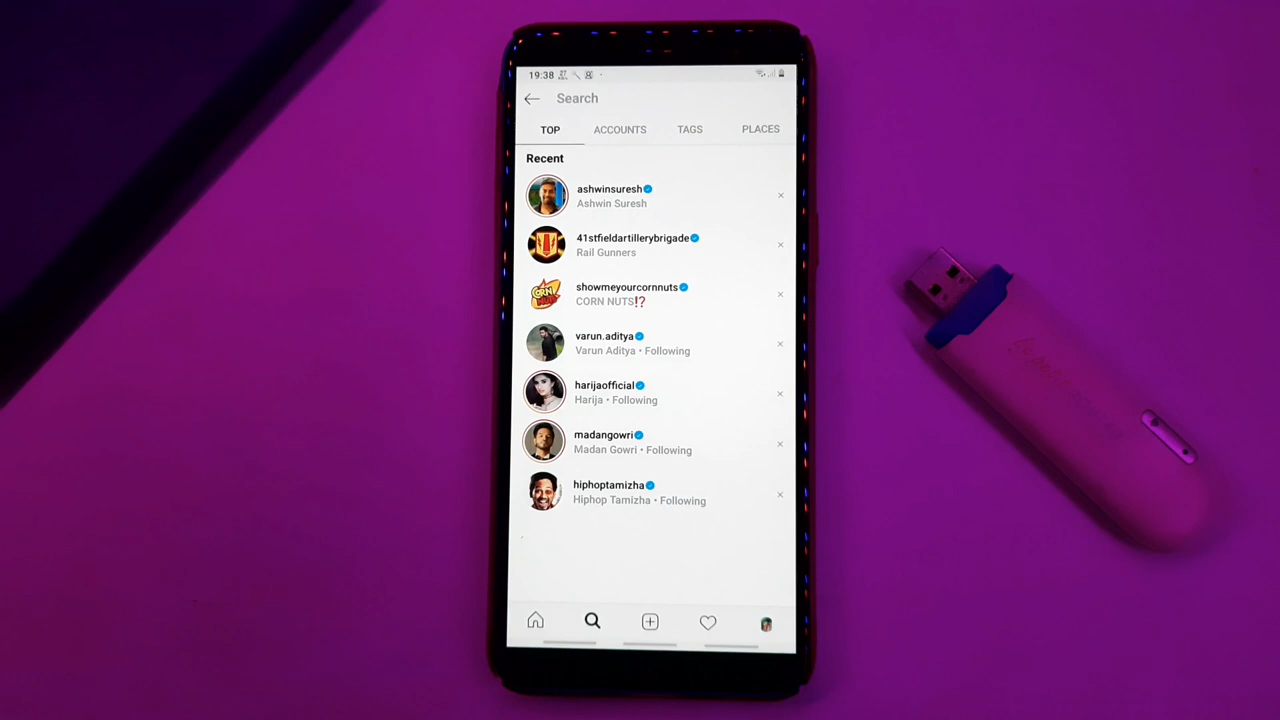 19:38
Search
TOP ACCOUNTS TAGS PLACES
Recent
ashwinsuresh
Ashwin Suresh
41stfieldartillerybrigade
Rail Gunners
showmeyourcornnuts
CORN NUTS⁉
varun.aditya
Varun Aditya • Following
harijaofficial
Harija • Following
madangowri
Madan Gowri • Following
hiphoptamizha
Hiphop Tamizha • Following